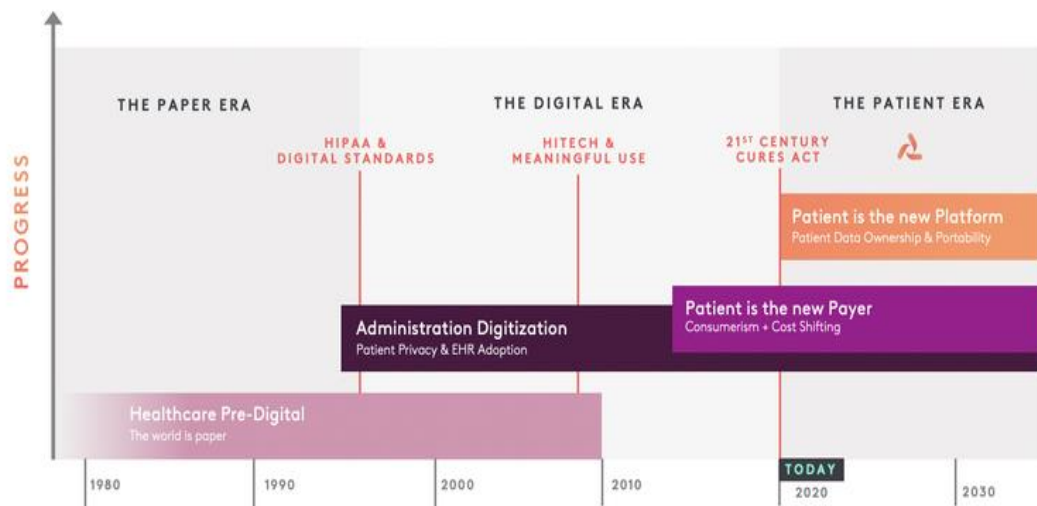 THE PAPER ERA
THE DIGITAL ERA
THE PATIENT ERA
HIPAA &
DIGITAL STANDARDS
HITECH &
MEANINGFUL USE
21ST CENTURY
CURES ACT
PROGRESS
Patient is the new Platform
Patient Data Ownership & Portability
Patient is the new Payer
Consumerism + Cost Shifting
Administration Digitization
Patient Privacy & EHR Adoption
Healthcare Pre-Digital
The world is paper
TODAY
1980
1990
2000
2010
2020
2030